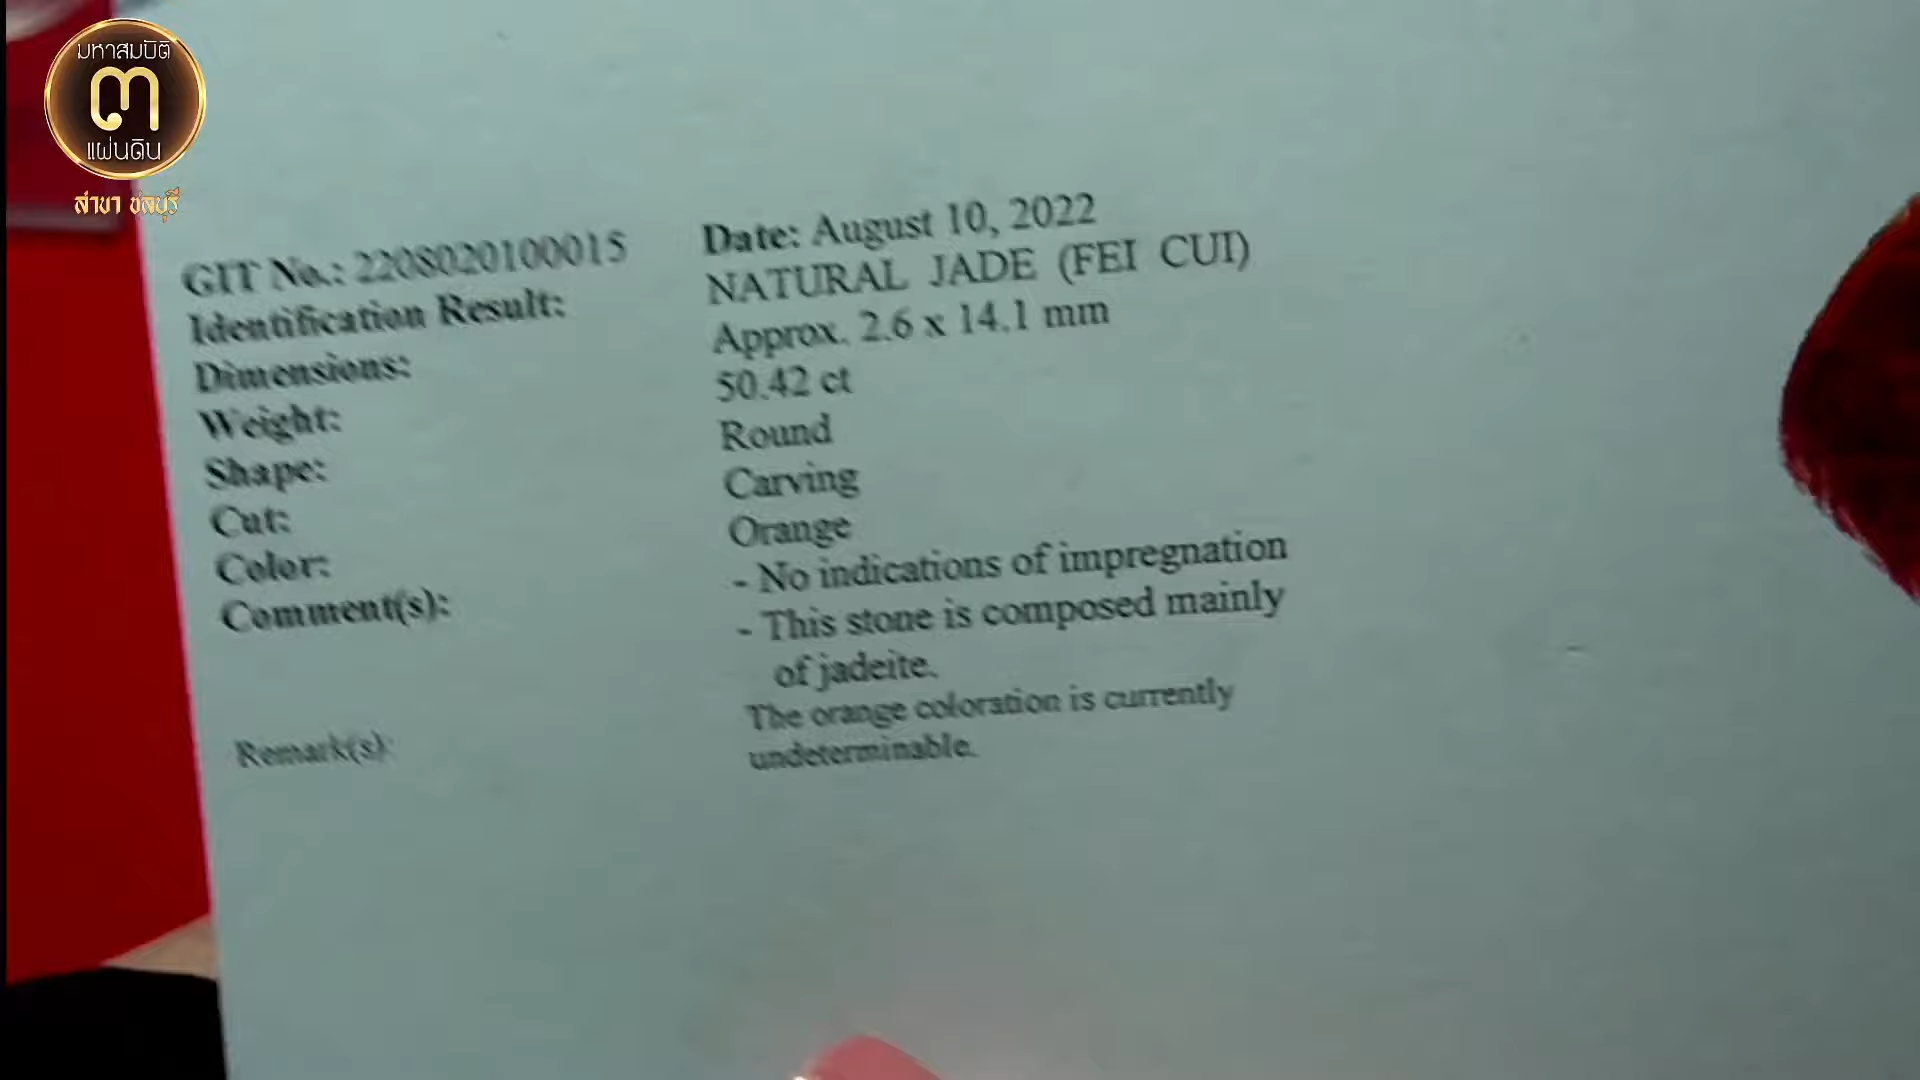 มหาสมบัติ
๓
แผ่นดิน
สาขา ชลบุรี
GIT No.: 2208020100015 Date: August 10, 2022
Identification Result: NATURAL JADE (FEI CUI)
Dimensions: Approx. 2.6 x 14.1 mm
Weight: 50.42 ct
Shape: Round
Cut: Carving
Color: Orange
Comment(s): - No indications of impregnation
- This stone is composed mainly
of jadeite.
Remark(s): The orange coloration is currently
undeterminable.